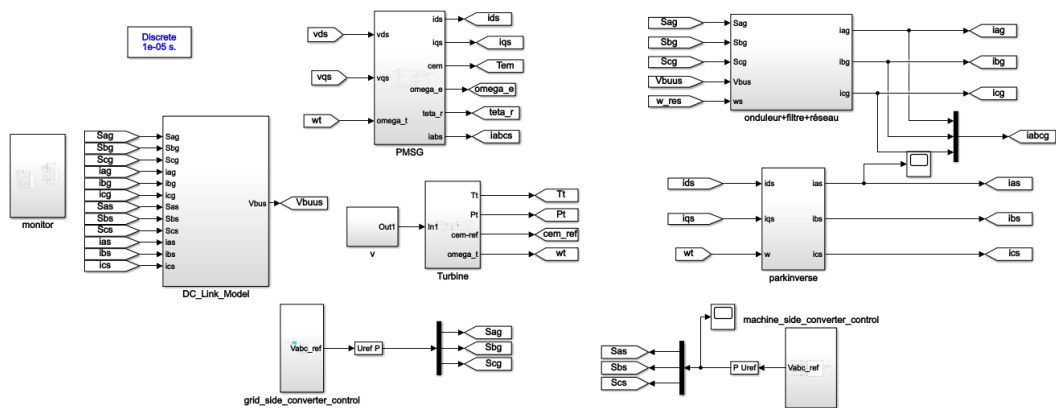 Discrete
1e-05 s.
monitor
Sag
Sbg
Scg
iag
ibg
icg
Sas
Sbs
Scs
ias
ibs
ics
Sag
Sbg
Scg
iag
ibg
icg
Sas
Sbs
Scs
ias
ibs
ics
Vbus
Vbuus
DC_Link_Model
vds
vqs
wt
vds
vqs
omega_t
ids
iqs
cem
omega_e
teta_r
iabs
ids
iqs
Tem
omega_e
teta_r
iabcs
PMSG
Out1
v
In1
Tt
Pt
cem-ref
omega_t
Tt
Pt
cem_ref
wt
Turbine
Sag
Sbg
Scg
Vbuus
w_res
Sag
Sbg
Scg
Vbus
ws
iag
ibg
icg
iag
ibg
icg
iabcg
onduleur+filtre+réseau
ids
iqs
wt
ids
iqs
w
ias
ibs
ics
ias
ibs
ics
parkinverse
Vabc_ref
Uref P
Sag
Sbg
Scg
grid_side_converter_control
machine_side_converter_control
Sas
Sbs
Scs
P Uref
Vabc_ref